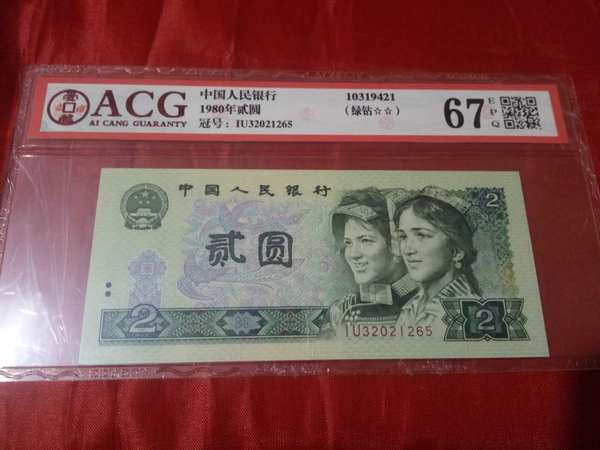 ACG
AI CANG GUARANTY
中国人民银行
1980年贰圆
冠号: IU32021265
10319421
(绿钻☆☆)
67
EPQ
中国人民银行
贰圆
2
2
2
IU32021265